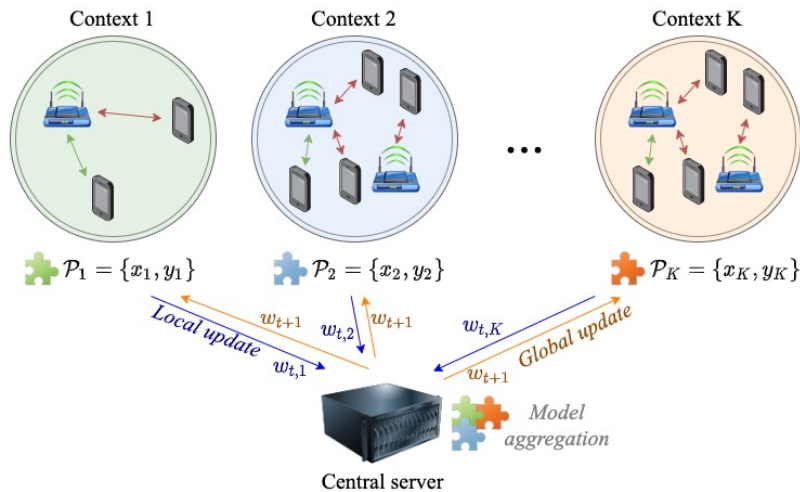 Context 1
Context 2
Context K
...
𝒫₁ = {x₁, y₁}
𝒫₂ = {x₂, y₂}
𝒫_K = {x_K, y_K}
Local update
w_{t+1}
w_{t,1}
w_{t,2}
w_{t+1}
w_{t,K}
Global update
w_{t+1}
Model
aggregation
Central server